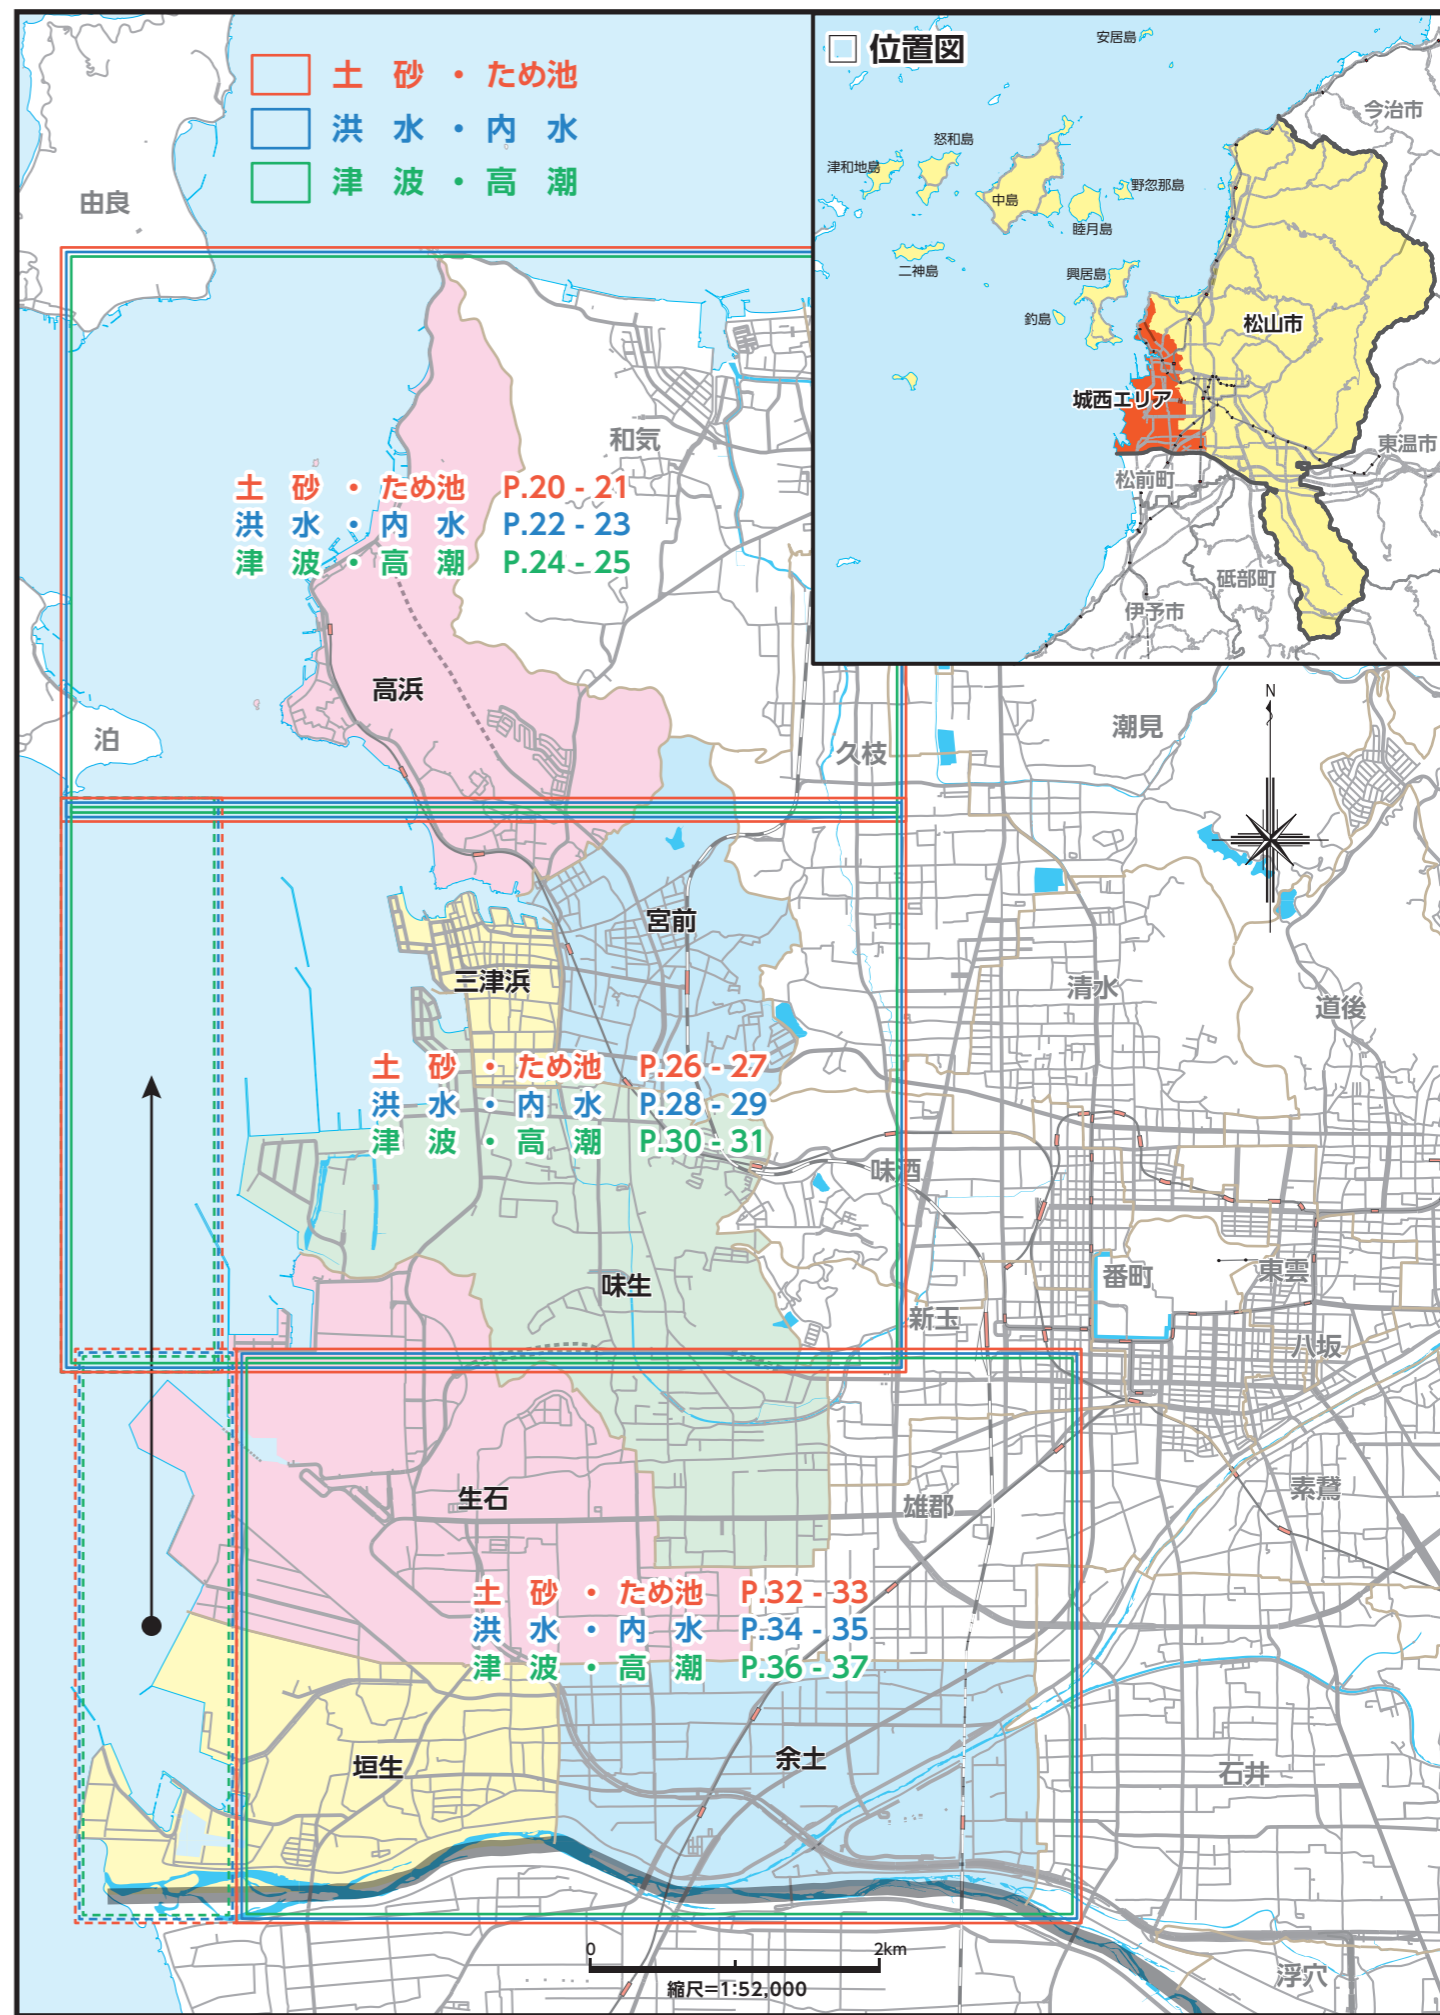 土砂・ため池
洪水・内水
津波・高潮
位置図
安居島
今治市
怒和島
津和地島
中島
野忽那島
睦月島
二神島
興居島
釣島
松山市
城西エリア
東温市
松前町
砥部町
伊予市
由良
和気
土砂・ため池 P.20 - 21
洪水・内水 P.22 - 23
津波・高潮 P.24 - 25
高浜
泊
久枝
潮見
N
宮前
三津浜
清水
道後
土砂・ため池 P.26 - 27
洪水・内水 P.28 - 29
津波・高潮 P.30 - 31
味酒
味生
番町
東雲
新玉
八坂
生石
雄郡
素鵞
土砂・ため池 P.32 - 33
洪水・内水 P.34 - 35
津波・高潮 P.36 - 37
垣生
余土
石井
浮穴
0 2km
縮尺=1:52,000